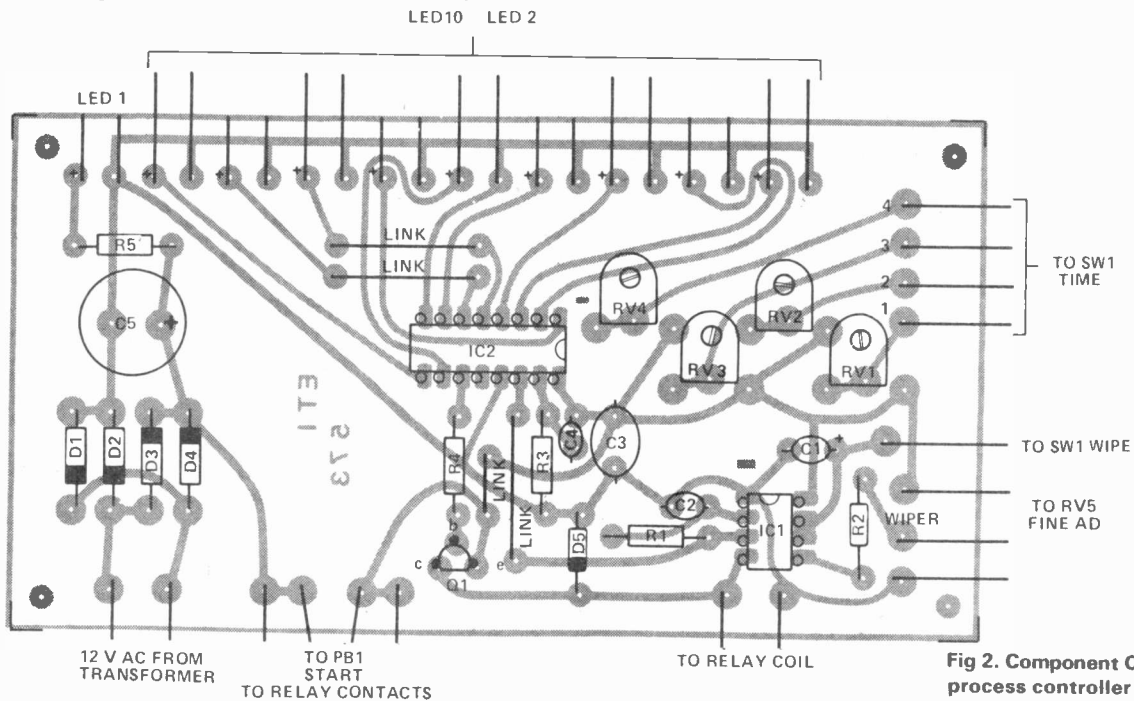 LED10 LED 2
LED 1
+ + + + + + + + +
R5
LINK
LINK
4
3
2
1
TO SW1
TIME
RV4
RV2
RV3
RV1
C5
+
IC2
ETI
573
D1
D2
D3
D4
R4
R3
C4
C3
C1
+
TO SW1 WIPE
LINK
LINK
C2
IC1
R2
WIPER
TO RV5
FINE AD
R1
D5
b
c
e
Q1
12 V AC FROM
TRANSFORMER
TO PB1
START
TO RELAY CONTACTS
TO RELAY COIL
Fig 2. Component O
process controller